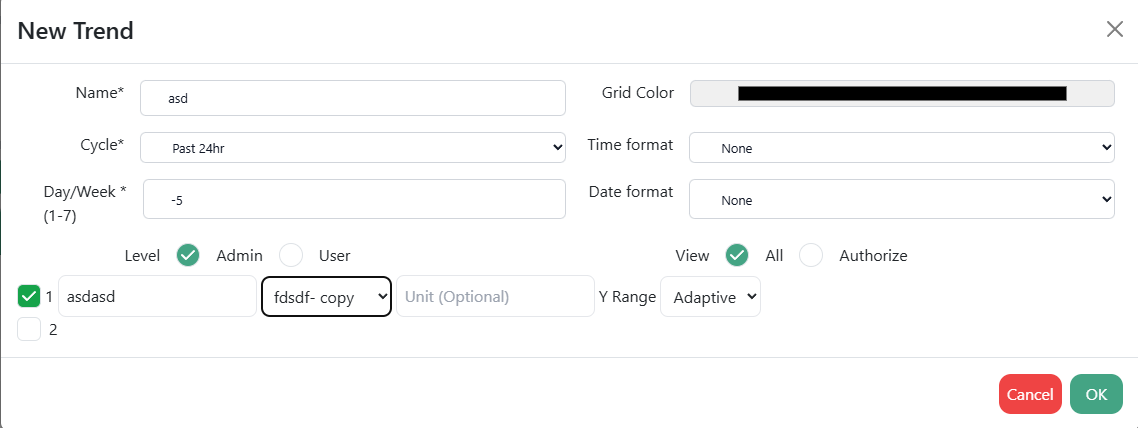 New Trend
Name* asd Grid Color
Cycle* Past 24hr Time format None
Day/Week *
(1-7) -5 Date format None
Level Admin User View All Authorize
1 asdasd fdsdf- copy Unit (Optional) Y Range Adaptive
2
Cancel OK